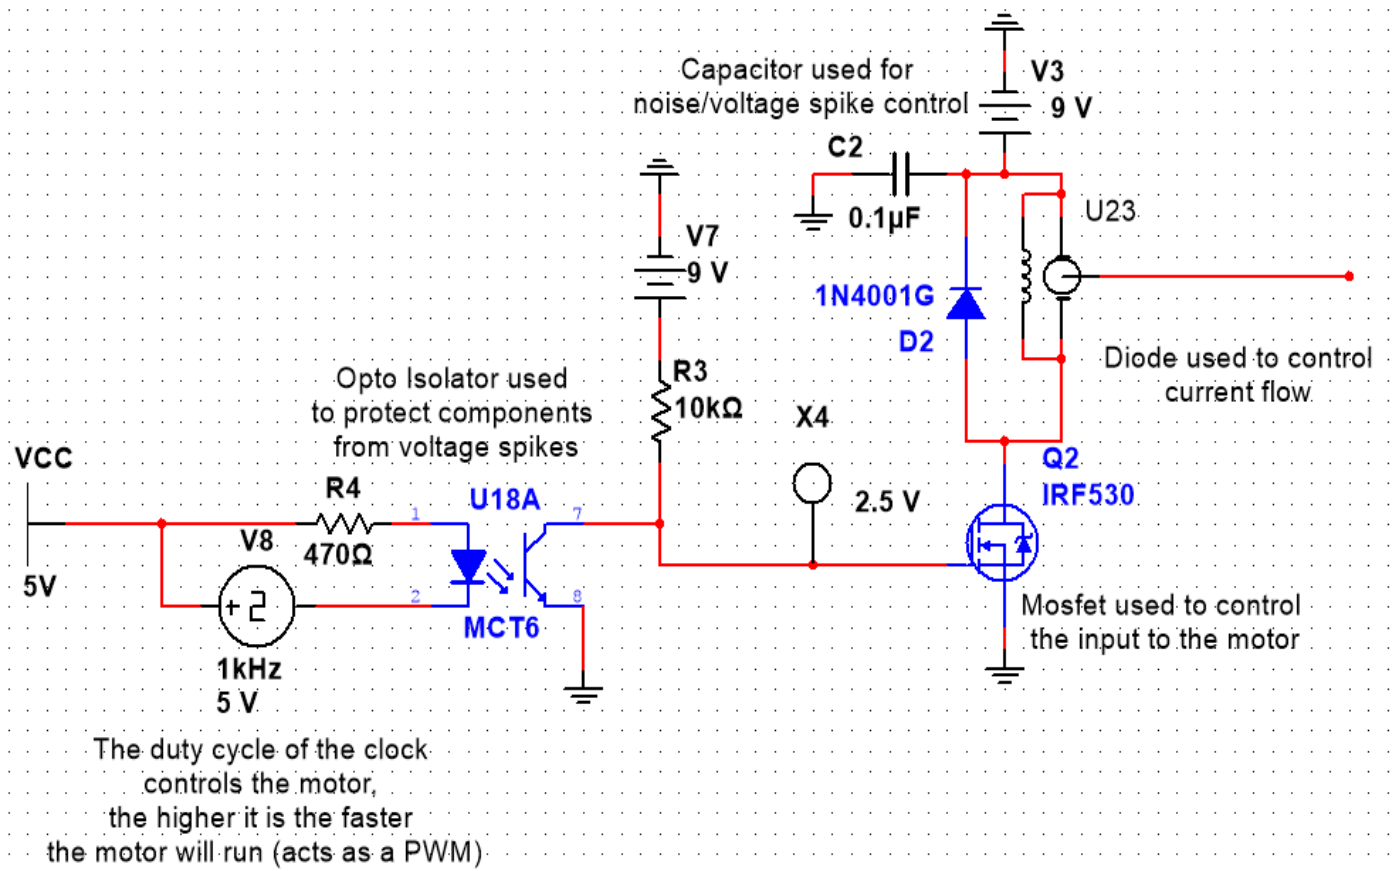 Capacitor used for
noise/voltage spike control
V3
9 V
C2
0.1µF
U23
V7
9 V
1N4001G
D2
Diode used to control
current flow
R3
10kΩ
Opto Isolator used
to protect components
from voltage spikes
X4
2.5 V
VCC
5V
R4
470Ω
U18A
1
2
7
8
MCT6
Q2
IRF530
V8
+
1kHz
5 V
Mosfet used to control
the input to the motor
The duty cycle of the clock
controls the motor,
the higher it is the faster
the motor will run (acts as a PWM)